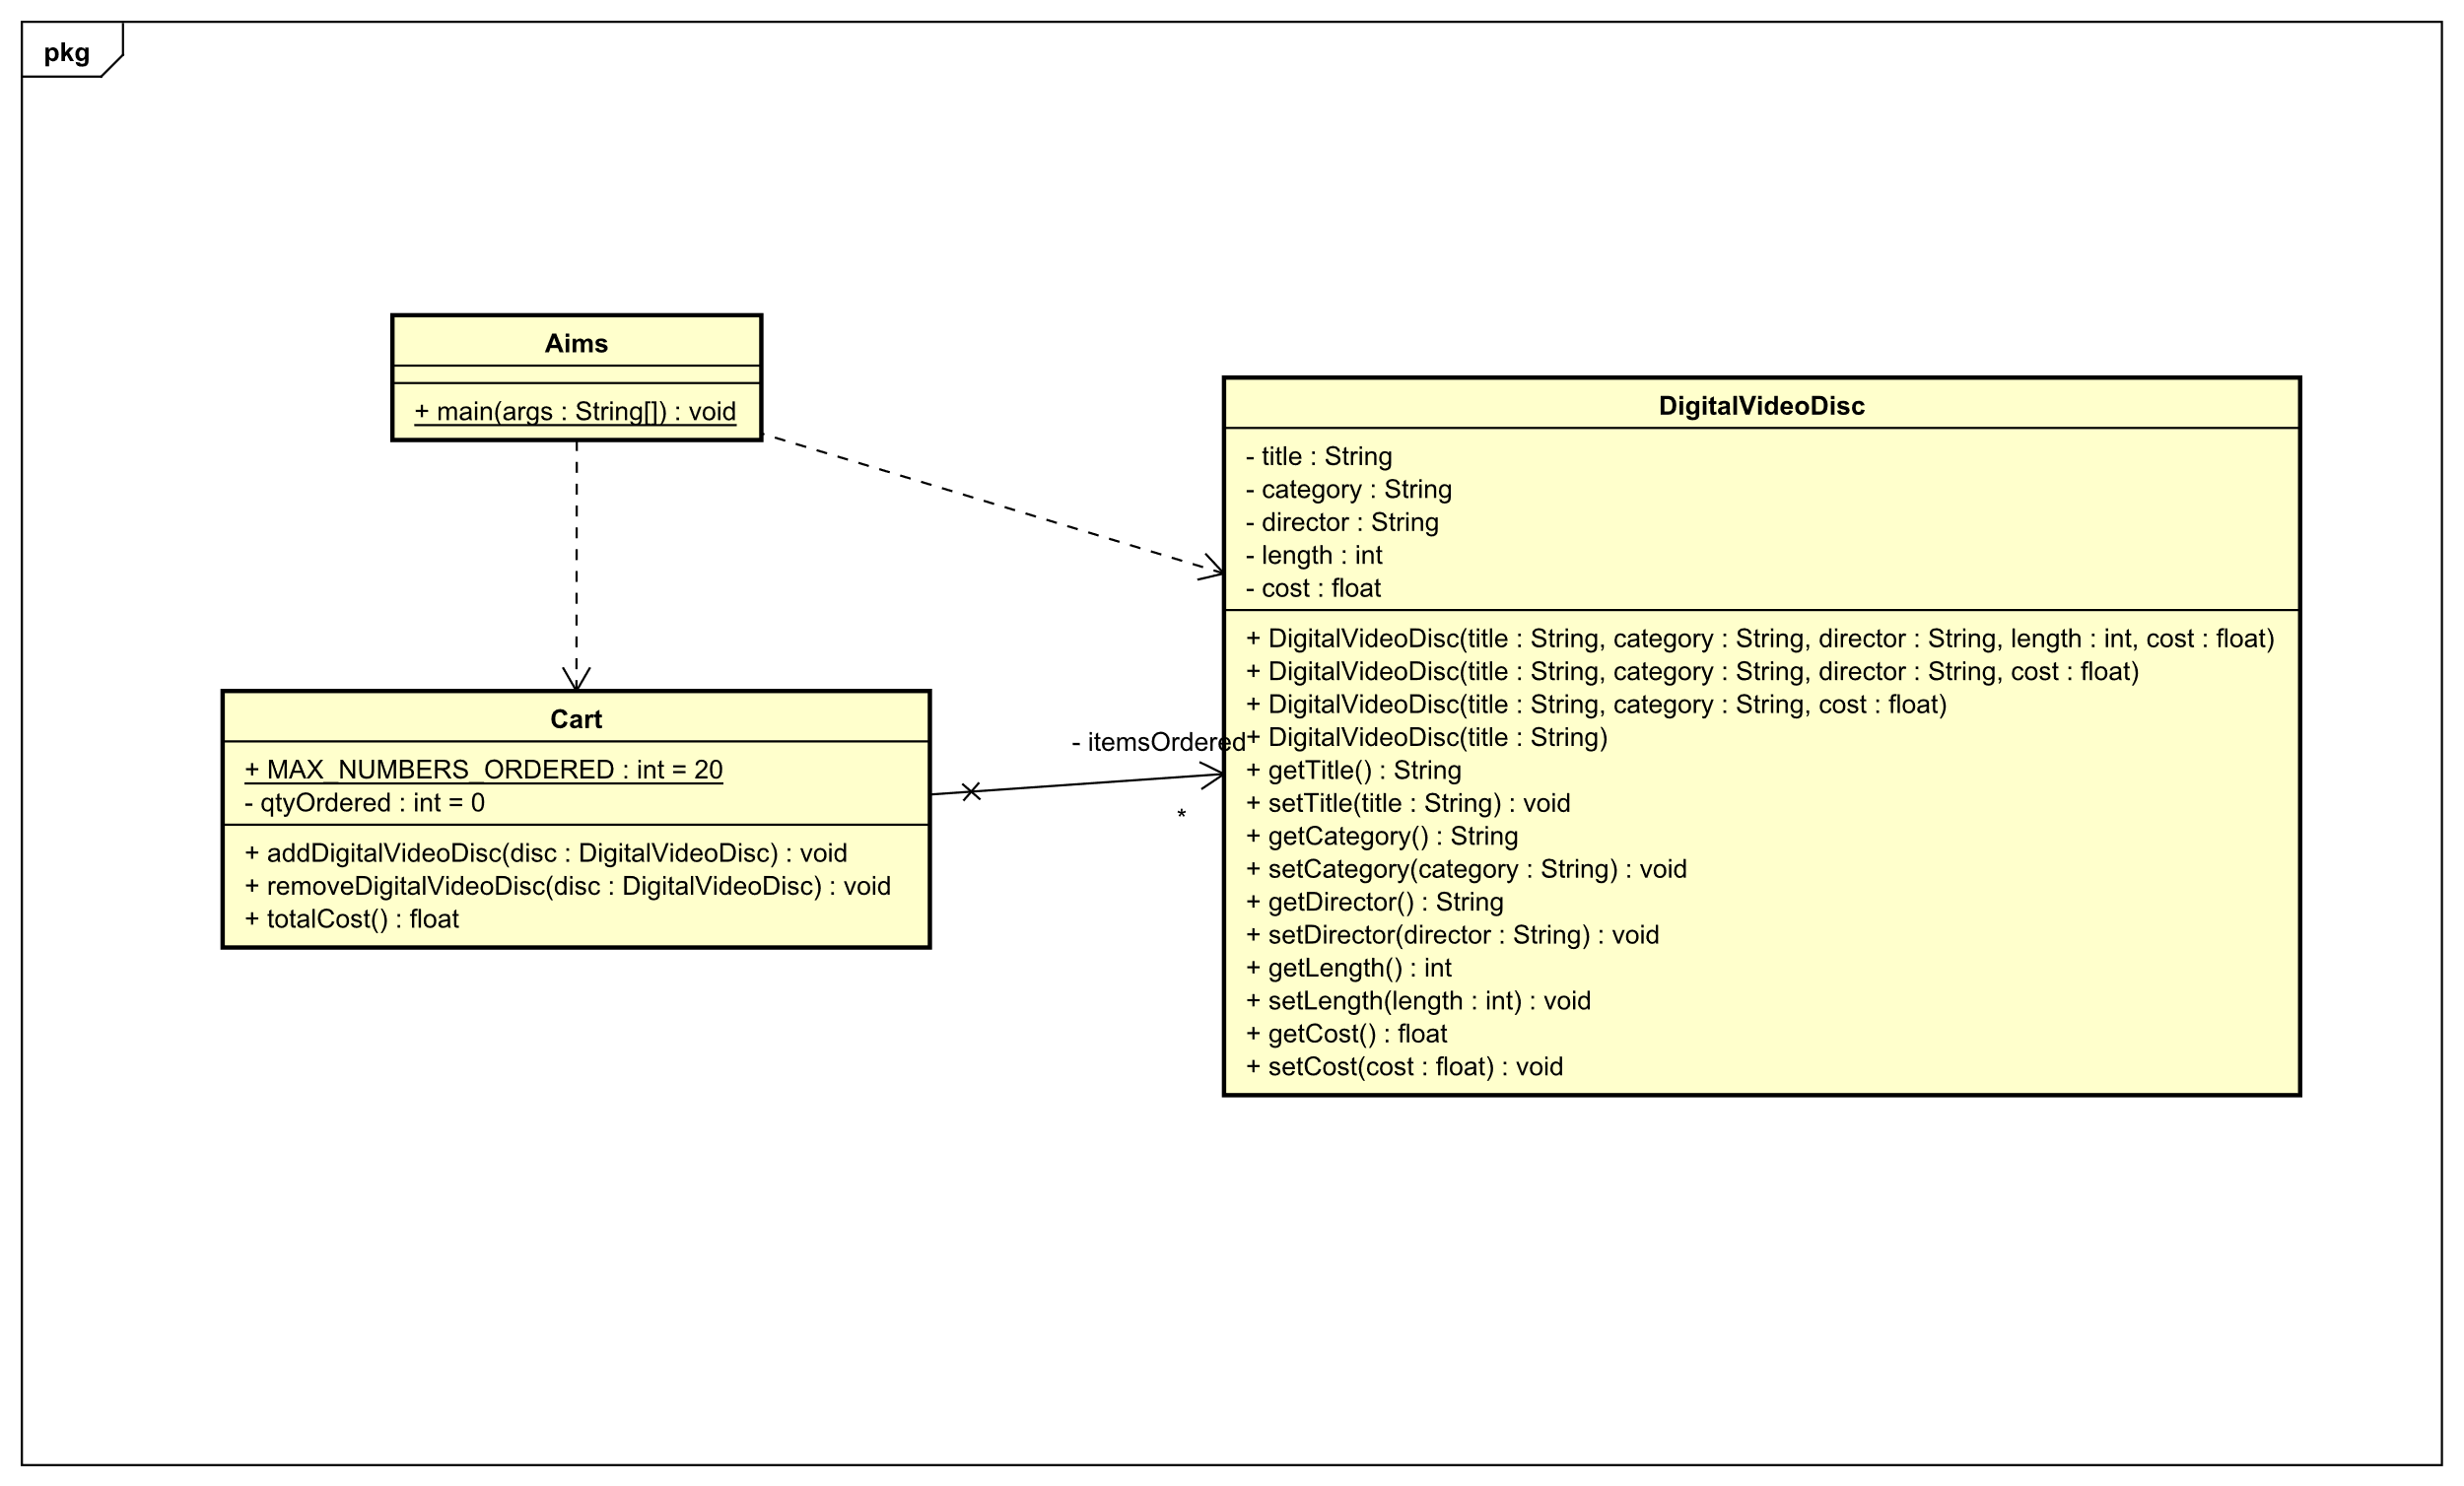 pkg
Aims
+ main(args : String[]) : void
Cart
+ MAX_NUMBERS_ORDERED : int = 20
- qtyOrdered : int = 0
+ addDigitalVideoDisc(disc : DigitalVideoDisc) : void
+ removeDigitalVideoDisc(disc : DigitalVideoDisc) : void
+ totalCost() : float
- itemsOrdered
*
DigitalVideoDisc
- title : String
- category : String
- director : String
- length : int
- cost : float
+ DigitalVideoDisc(title : String, category : String, director : String, length : int, cost : float)
+ DigitalVideoDisc(title : String, category : String, director : String, cost : float)
+ DigitalVideoDisc(title : String, category : String, cost : float)
+ DigitalVideoDisc(title : String)
+ getTitle() : String
+ setTitle(title : String) : void
+ getCategory() : String
+ setCategory(category : String) : void
+ getDirector() : String
+ setDirector(director : String) : void
+ getLength() : int
+ setLength(length : int) : void
+ getCost() : float
+ setCost(cost : float) : void